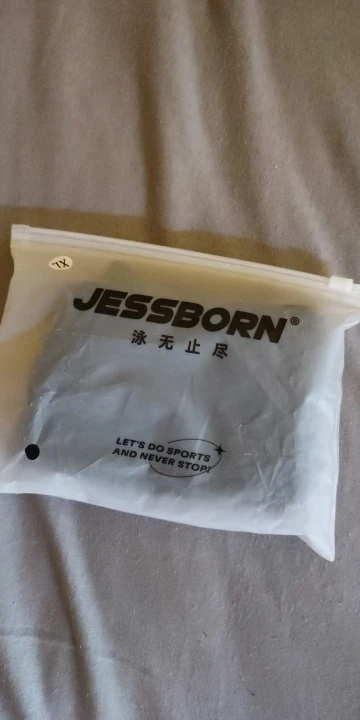 XL
JESSBORN®
泳无止尽
LET'S DO SPORTS
AND NEVER STOP!